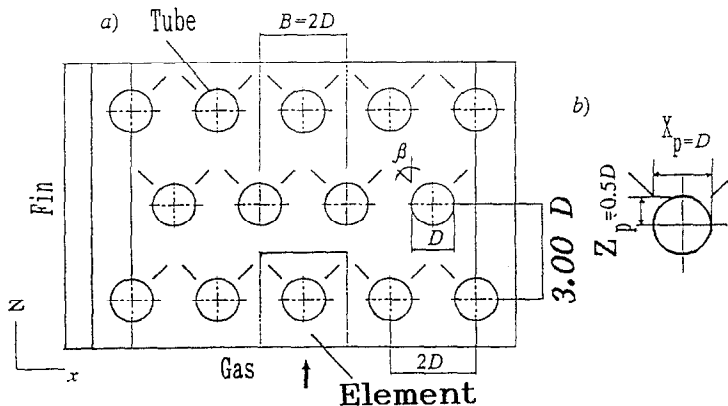 a) Tube
B=2D
b)
X p=D
β
Fin
D
3.00 D
Z p=0.5D
z
x
Gas
2D
Element